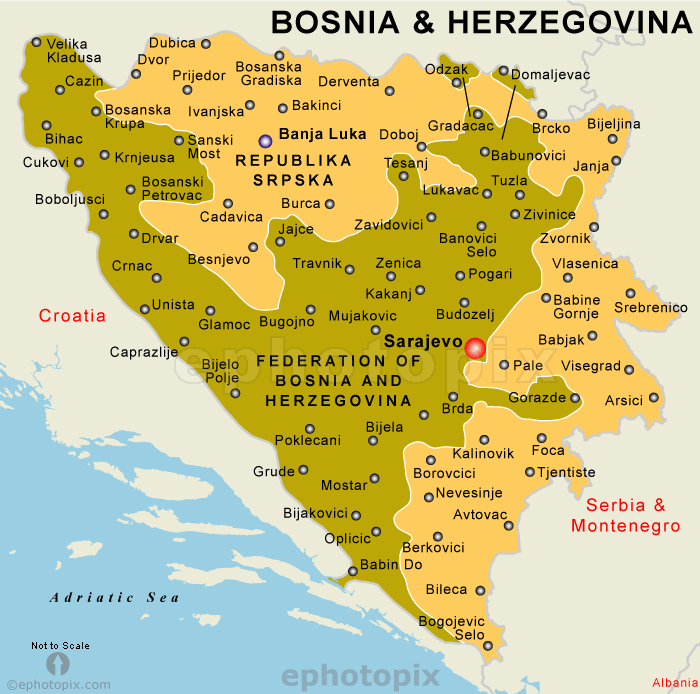 BOSNIA & HERZEGOVINA
Velika
Kladusa
Dubica
Dvor
Odzak
Domaljevac
Cazin
Prijedor
Bosanska
Gradiska
Derventa
Bosanska
Krupa
Ivanjska
Bakinci
Gradacac
Brcko
Bijeljina
Bihac
Sanski
Most
Banja Luka
Doboj
Cukovi
Krnjeusa
REPUBLIKA
SRPSKA
Tesanj
Babunovici
Janja
Boboljusci
Bosanski
Petrovac
Lukavac
Tuzla
Cadavica
Burca
Zavidovici
Zivinice
Drvar
Besnjevo
Jajce
Banovici
Selo
Zvornik
Crnac
Travnik
Zenica
Pogari
Vlasenica
Kakanj
Unista
Glamoc
Bugojno
Mujakovic
Budozelj
Babine
Gornje
Srebrenico
Croatia
Caprazlije
Sarajevo
Babjak
ephotopix
FEDERATION OF
BOSNIA AND
HERZEGOVINA
Bijelo
Polje
Pale
Visegrad
Brda
Gorazde
Arsici
Poklecani
Bijela
Kalinovik
Foca
Grude
Mostar
Borovcici
Tjentiste
Nevesinje
Bijakovici
Avtovac
Serbia &
Montenegro
Oplicic
Berkovici
Babin Do
Bileca
Adriatic Sea
Bogojevic
Selo
Not to Scale
©ephotopix.com
ephotopix
Albania